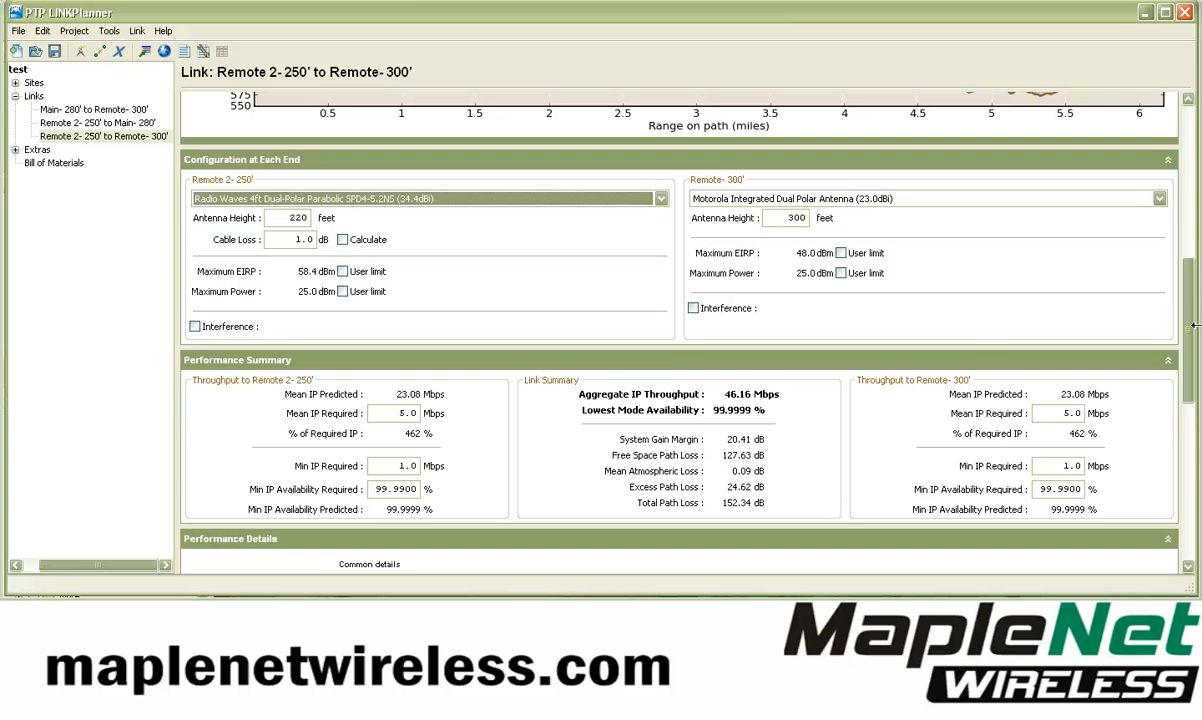 PTP LINKPlanner
File Edit Project Tools Link Help
test
Sites
Links
Main- 280' to Remote- 300'
Remote 2- 250' to Main- 280'
Remote 2- 250' to Remote- 300'
Extras
Bill of Materials
Link: Remote 2- 250' to Remote- 300'
575
550
0.5 1 1.5 2 2.5 3 3.5 4 4.5 5 5.5 6
Range on path (miles)
Configuration at Each End
Remote 2- 250'
Radio Waves 4ft Dual-Polar Parabolic SPD4-5.2NS (34.4dBi)
Antenna Height : 220 feet
Cable Loss : 1.0 dB Calculate
Maximum EIRP : 58.4 dBm User limit
Maximum Power : 25.0 dBm User limit
Interference :
Remote- 300'
Motorola Integrated Dual Polar Antenna (23.0dBi)
Antenna Height : 300 feet
Maximum EIRP : 48.0 dBm User limit
Maximum Power : 25.0 dBm User limit
Interference :
Performance Summary
Throughput to Remote 2- 250'
Mean IP Predicted : 23.08 Mbps
Mean IP Required : 5.0 Mbps
% of Required IP : 462 %
Min IP Required : 1.0 Mbps
Min IP Availability Required : 99.9900 %
Min IP Availability Predicted : 99.9999 %
Link Summary
Aggregate IP Throughput : 46.16 Mbps
Lowest Mode Availability : 99.9999 %
System Gain Margin : 20.41 dB
Free Space Path Loss : 127.63 dB
Mean Atmospheric Loss : 0.09 dB
Excess Path Loss : 24.62 dB
Total Path Loss : 152.34 dB
Throughput to Remote- 300'
Mean IP Predicted : 23.08 Mbps
Mean IP Required : 5.0 Mbps
% of Required IP : 462 %
Min IP Required : 1.0 Mbps
Min IP Availability Required : 99.9900 %
Min IP Availability Predicted : 99.9999 %
Performance Details
Common details
maplenetwireless.com
MapleNet
WIRELESS